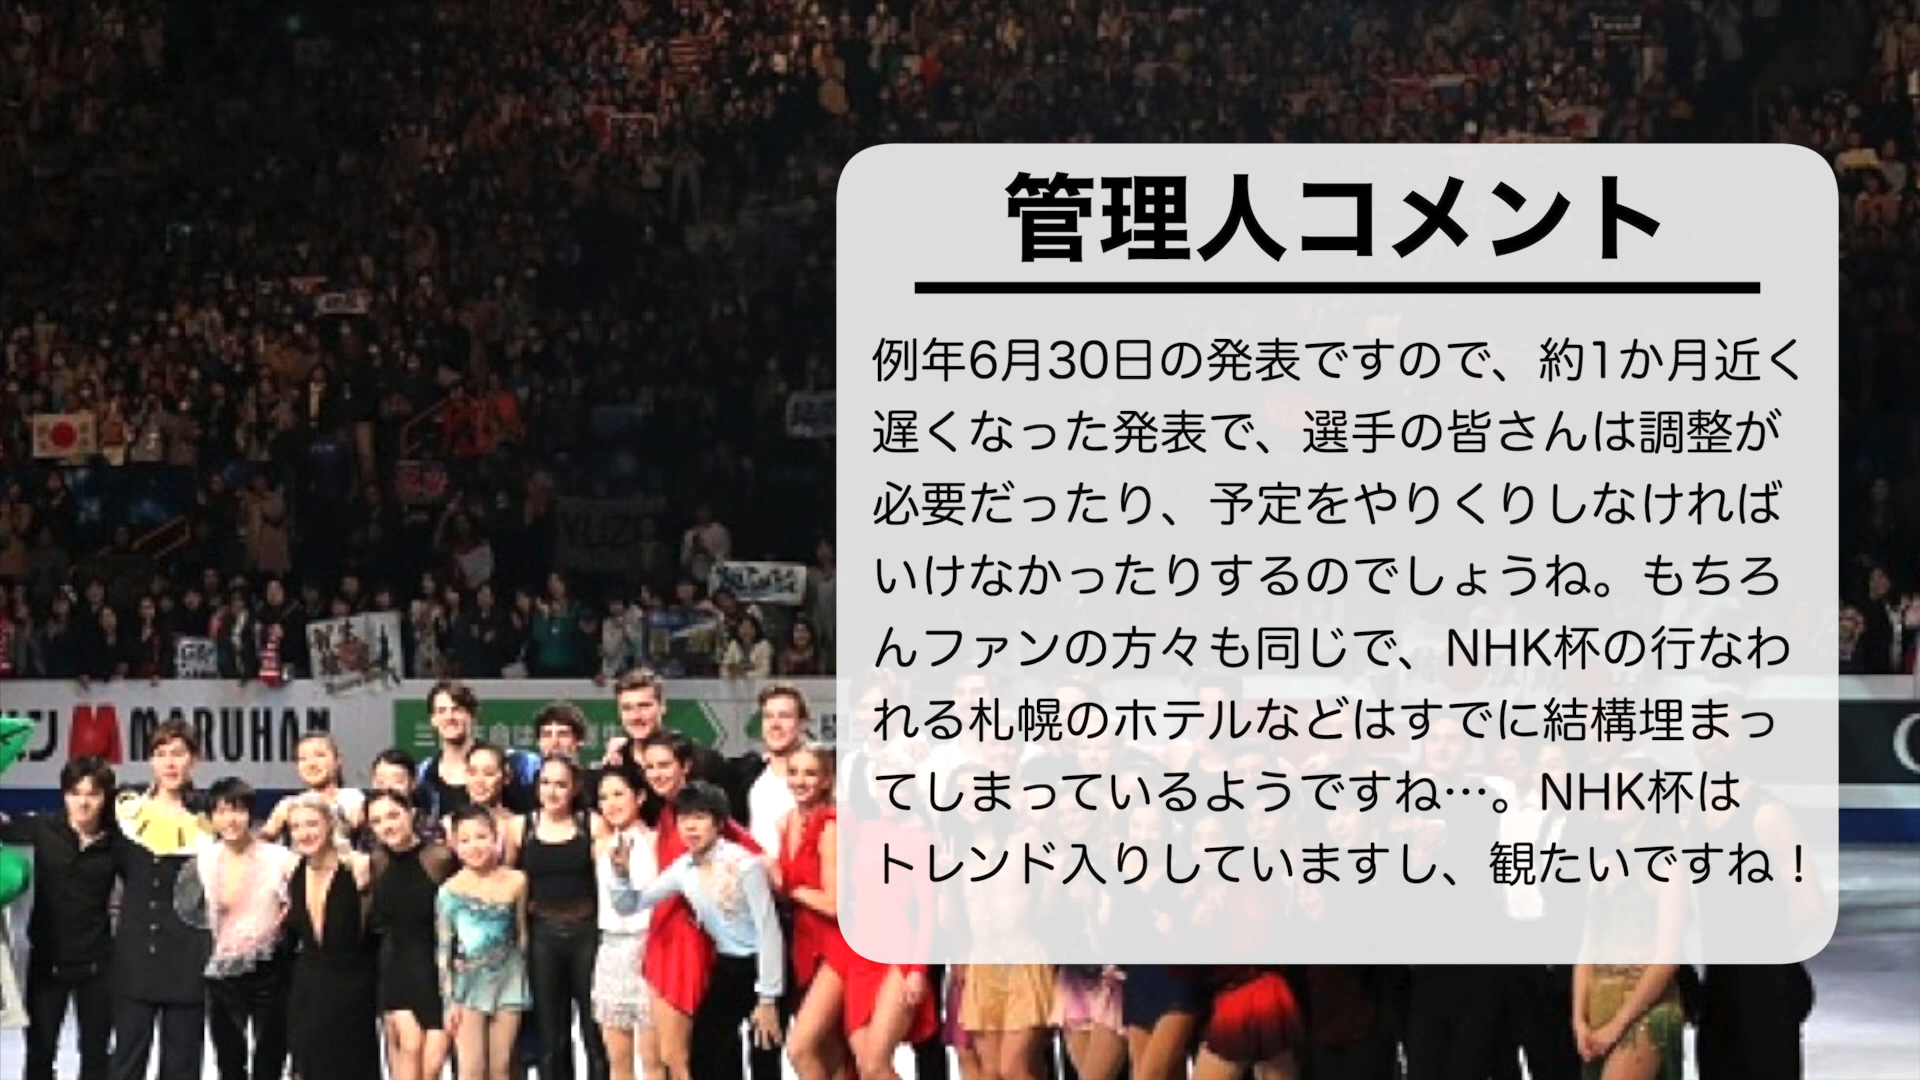 管理人コメント
例年6月30日の発表ですので、約1か月近く
遅くなった発表で、選手の皆さんは調整が
必要だったり、予定をやりくりしなければ
いけなかったりするのでしょうね。もちろ
んファンの方々も同じで、NHK杯の行なわ
れる札幌のホテルなどはすでに結構埋まっ
てしまっているようですね…。NHK杯は
トレンド入りしていますし、観たいですね！
MARUHAN